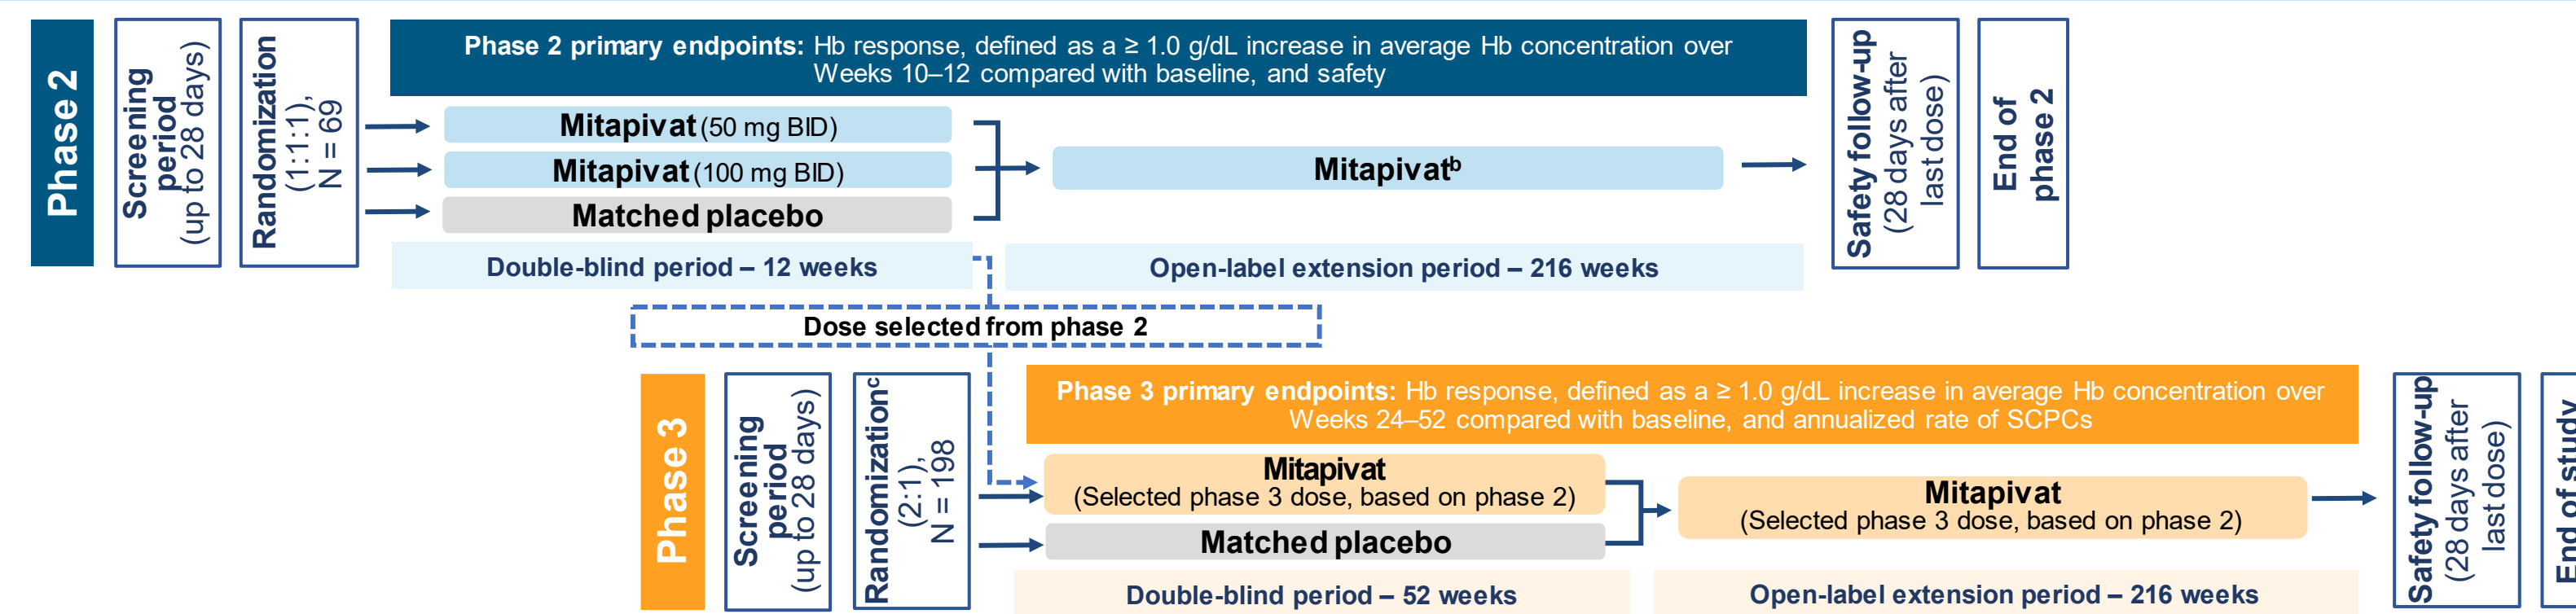 Phase 2
Screening
period
(up to 28 days)
Randomization
(1:1:1),
N = 69
Phase 2 primary endpoints: Hb response, defined as a ≥ 1.0 g/dL increase in average Hb concentration over
Weeks 10–12 compared with baseline, and safety
Mitapivat (50 mg BID)
Mitapivat (100 mg BID)
Matched placebo
Mitapivatᵇ
Double-blind period – 12 weeks
Open-label extension period – 216 weeks
Safety follow-up
(28 days after
last dose)
End of
phase 2
Dose selected from phase 2
Phase 3
Screening
period
(up to 28 days)
Randomizationᶜ
(2:1),
N = 198
Phase 3 primary endpoints: Hb response, defined as a ≥ 1.0 g/dL increase in average Hb concentration over
Weeks 24–52 compared with baseline, and annualized rate of SCPCs
Mitapivat
(Selected phase 3 dose, based on phase 2)
Matched placebo
Mitapivat
(Selected phase 3 dose, based on phase 2)
Double-blind period – 52 weeks
Open-label extension period – 216 weeks
Safety follow-up
(28 days after
last dose)
End of study